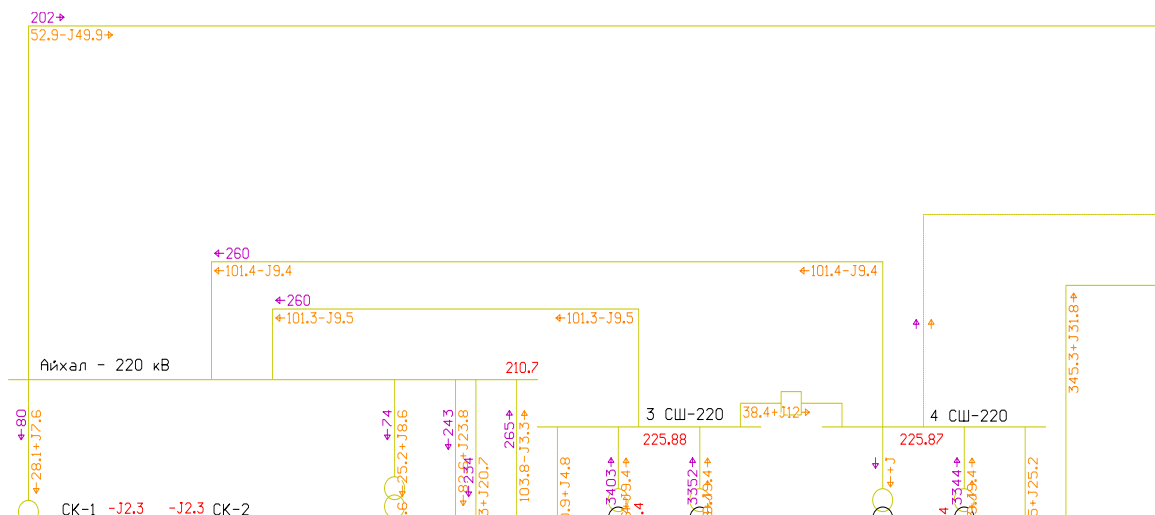 202→
52.9-J49.9→
←260
←101.4-J9.4
←101.4-J9.4
←260
←101.3-J9.5
←101.3-J9.5
Айхал - 220 кВ
210.7
345.3+J31.8→
←80
←28.1+J7.6
←74
←25.2+J8.6
←243
265→
103.8-J3.3→
3 СШ-220
38.4+J12→
4 СШ-220
225.88
225.87
3403→
3352→
3344→
СК-1
-J2.3
-J2.3
СК-2